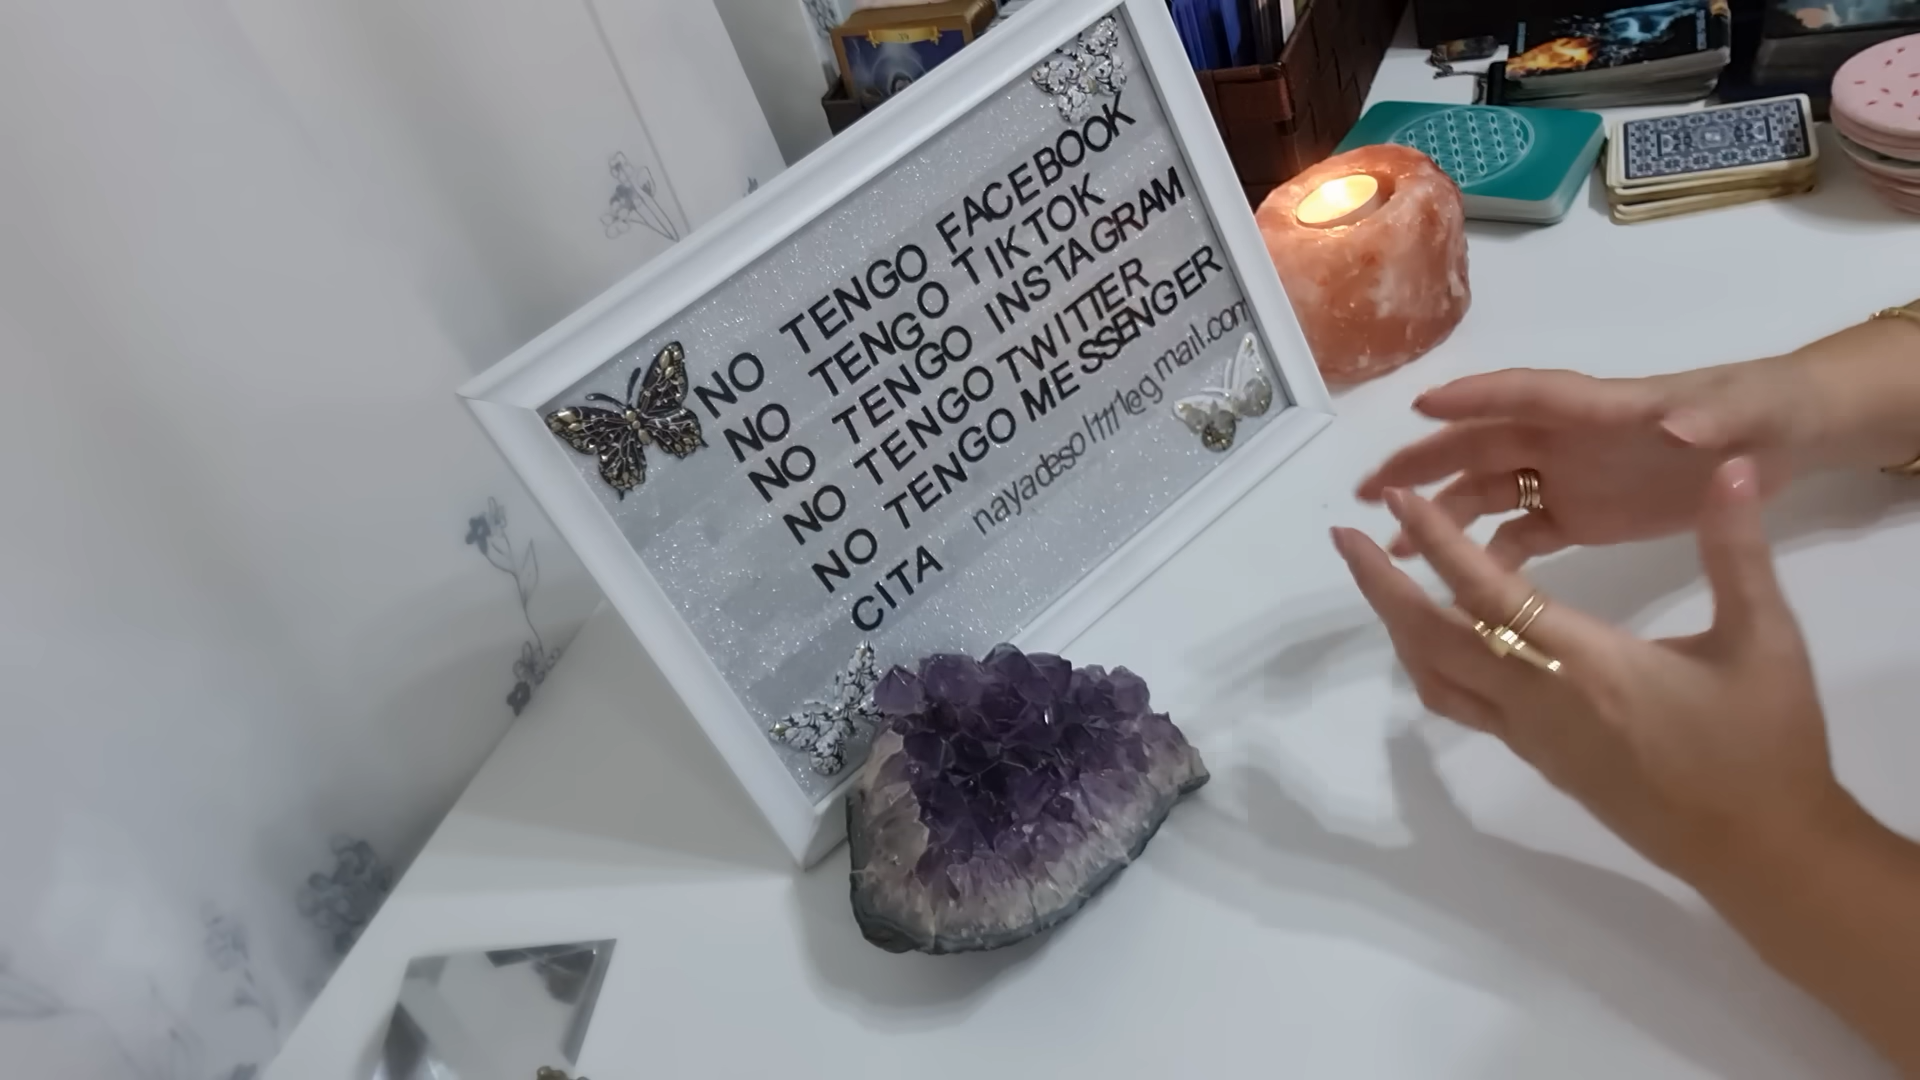 NO TENGO FACEBOOK
NO TENGO TIKTOK
NO TENGO INSTAGRAM
NO TENGO TWITTER
NO TENGO MESSENGER
CITA